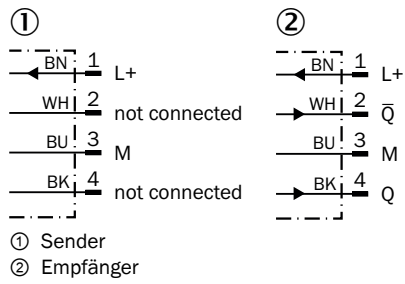 ①
BN 1 L+
WH 2 not connected
BU 3 M
BK 4 not connected
②
BN 1 L+
WH 2 Q̅
BU 3 M
BK 4 Q
① Sender
② Empfänger